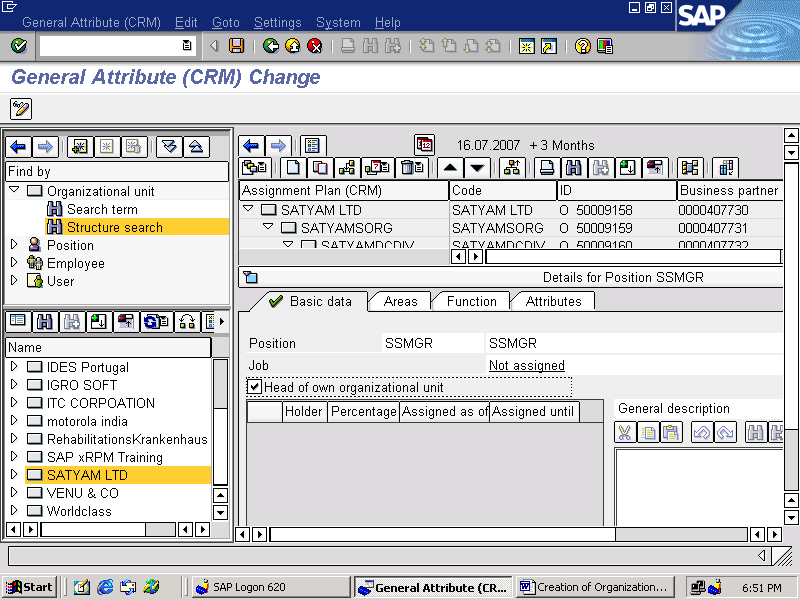 General Attribute (CRM) Edit Goto Settings System Help
SAP
General Attribute (CRM) Change
16.07.2007 + 3 Months
Find by
Organizational unit
Search term
Structure search
Position
Employee
User
Assignment Plan (CRM) Code ID Business partner
SATYAM LTD SATYAM LTD O 50009158 0000407730
SATYAMSORG SATYAMSORG O 50009159 0000407731
SATYAMDCDIV SATYAMDCDIV O 50009160 0000407732
Details for Position SSMGR
Basic data Areas Function Attributes
Position SSMGR SSMGR
Job Not assigned
Head of own organizational unit
Holder Percentage Assigned as of Assigned until
General description
Name
IDES Portugal
IGRO SOFT
ITC CORPOATION
motorola india
RehabilitationsKrankenhaus
SAP xRPM Training
SATYAM LTD
VENU & CO
Worldclass
Start SAP Logon 620 General Attribute (CR... Creation of Organization... 6:51 PM